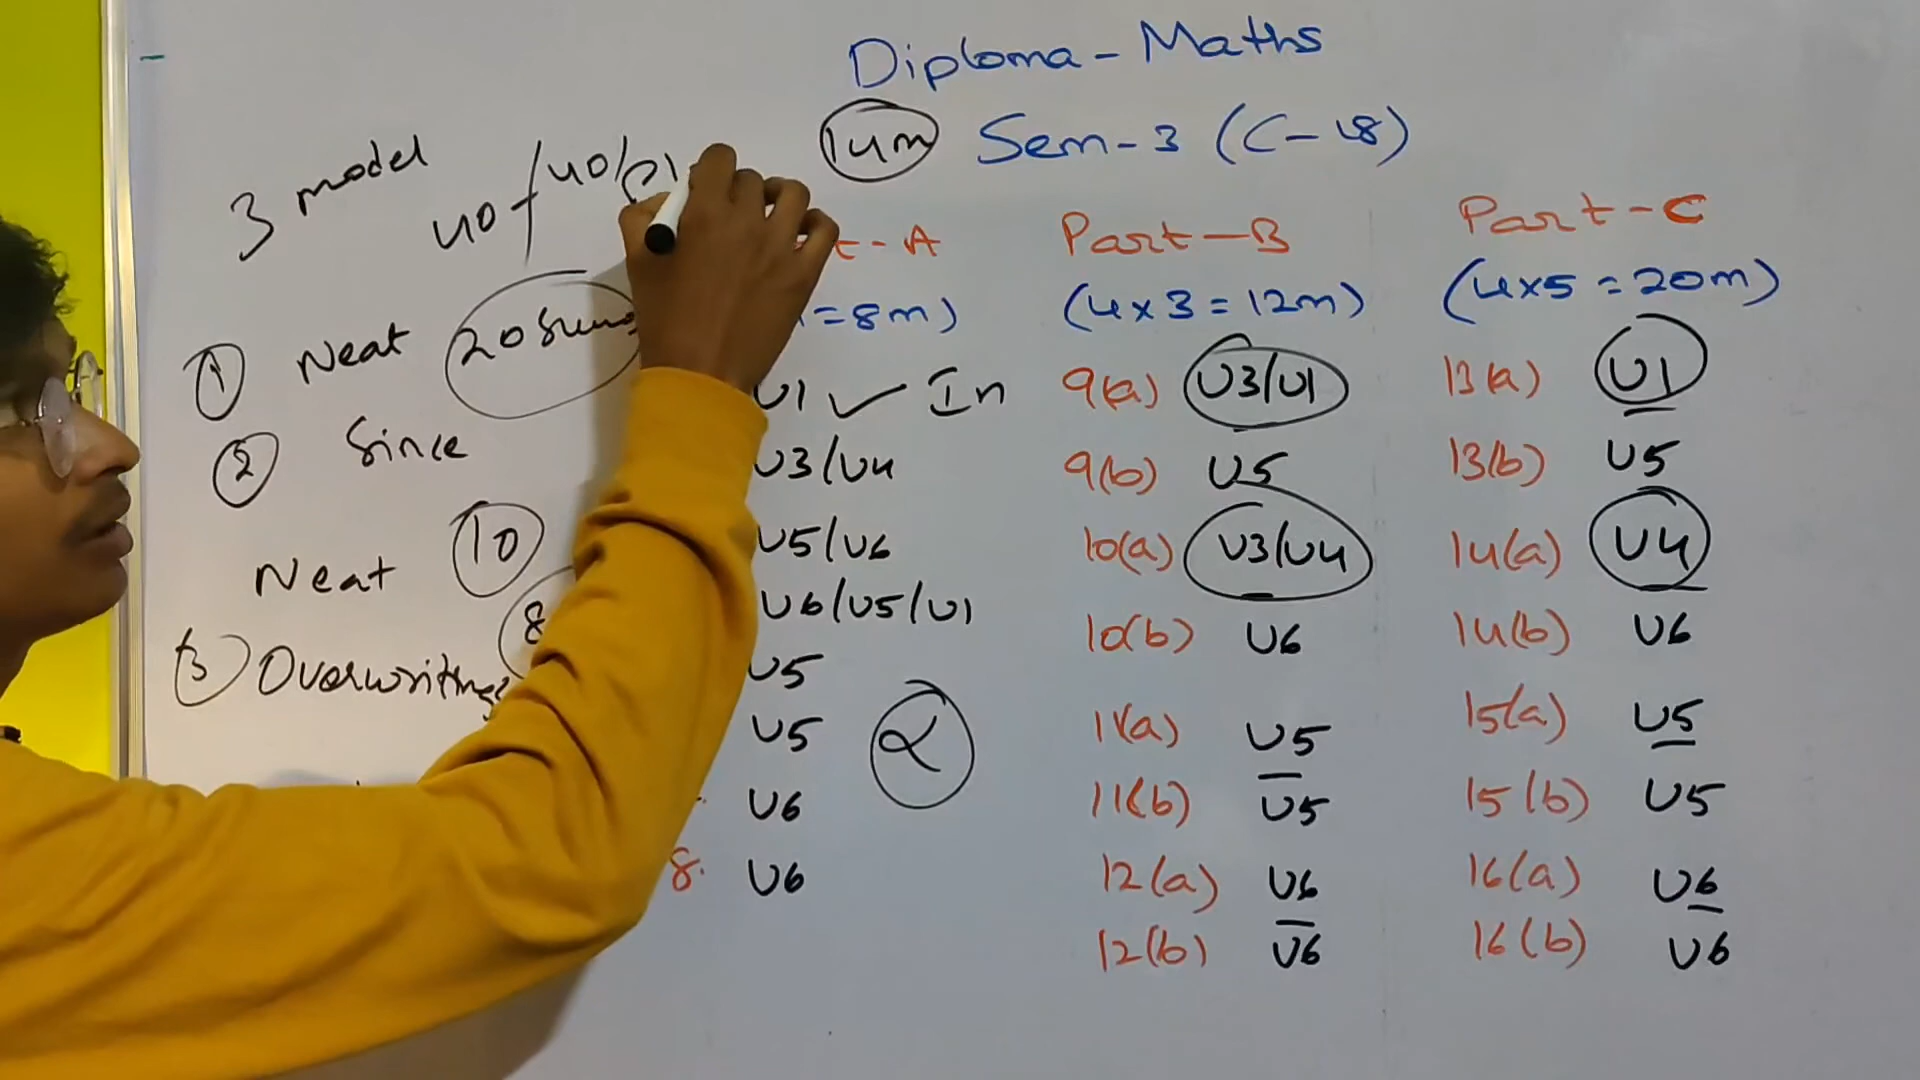 Diploma - Maths
14m Sem-3 (C-18)
3 model
40 - 40/
t-A
=8m)
U1 ✓ In
U3/U4
U5/U6
U6/U5/U1
U5
U5 α
U6
8. U6
Part-B
(4x3=12m)
9(a) U3/U1
9(b) U5
10(a) U3/U4
10(b) U6
11(a) U5
11(b) U5
12(a) U6
12(b) U6
Part-C
(4x5=20m)
13(a) U1
13(b) U5
14(a) U4
14(b) U6
15(a) U5
15(b) U5
16(a) U6
16(b) U6
1 Neat 20
2 Since
Neat 10
8
3 Overwriting